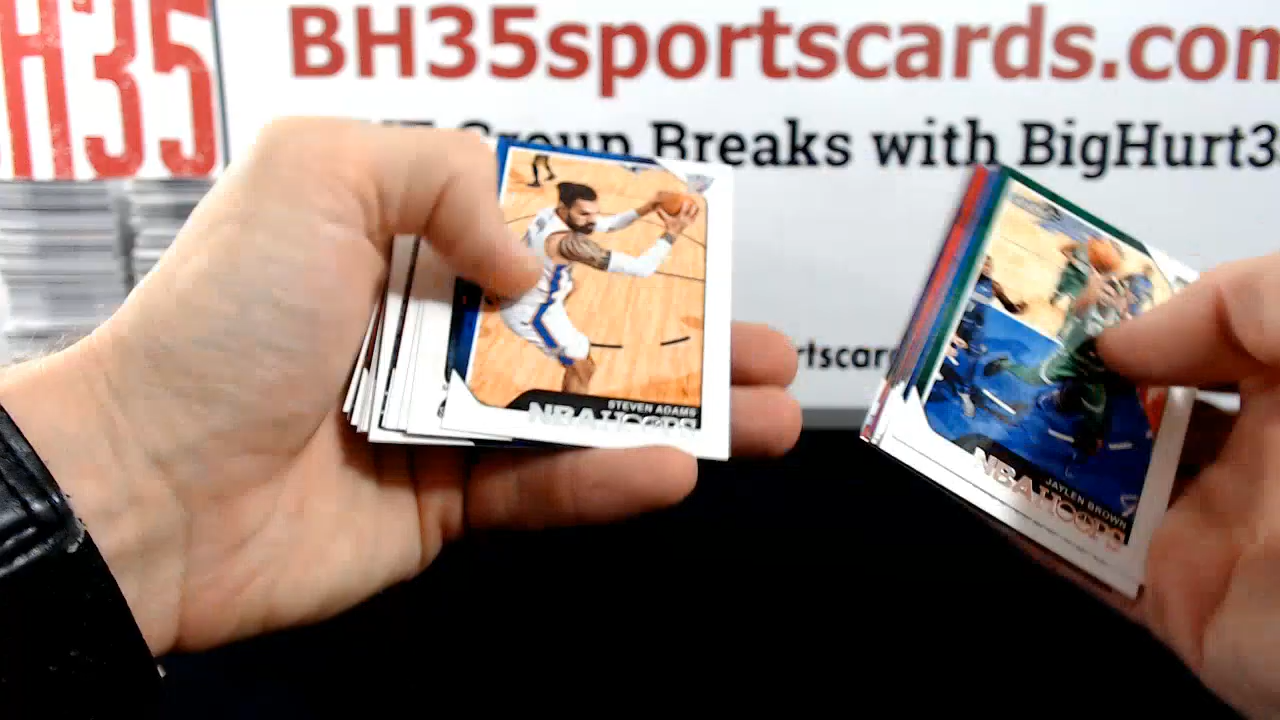 H35
BH35sportscards.com
Group Breaks with BigHurt3
rtscar
STEVEN ADAMS
NBA HOOPS
JAYLEN BROWN
NBA HOOPS